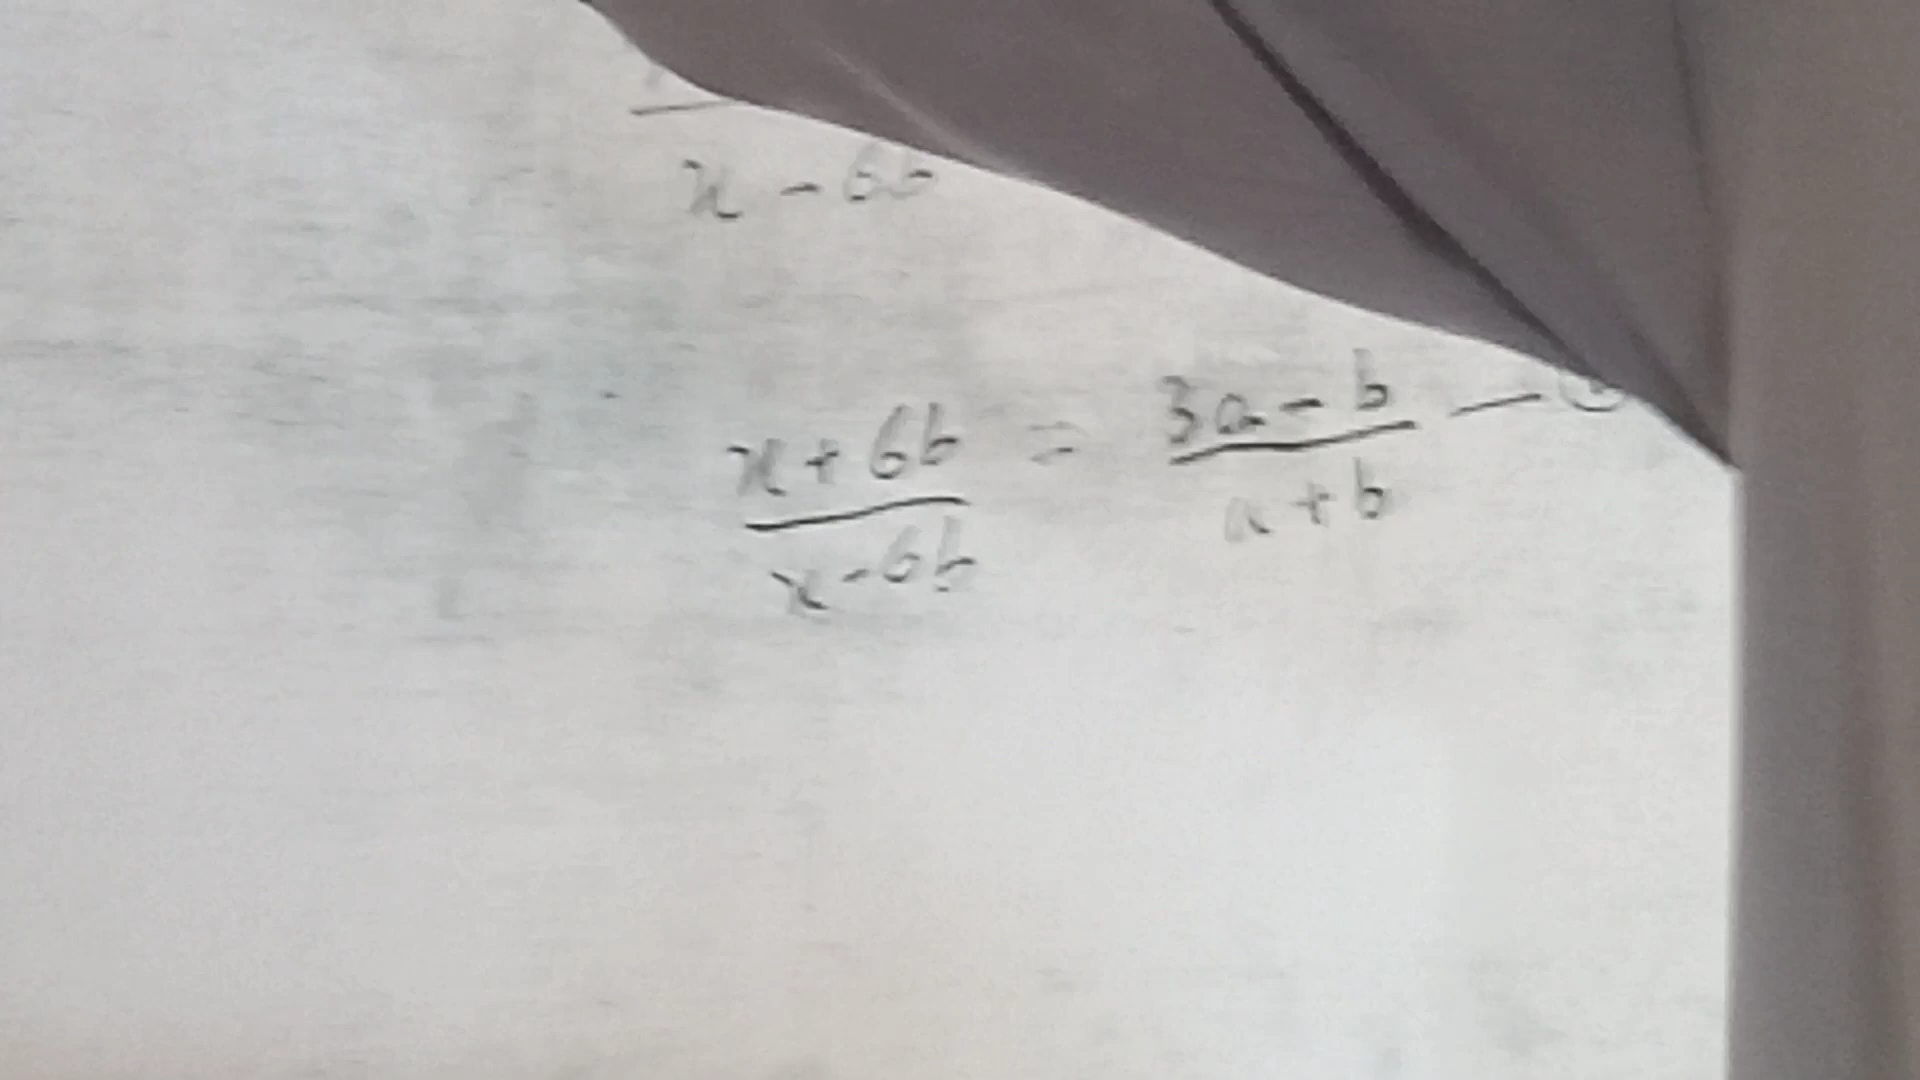 x - 6b
x + 6b / x - 6b = 3a - b / a + b —